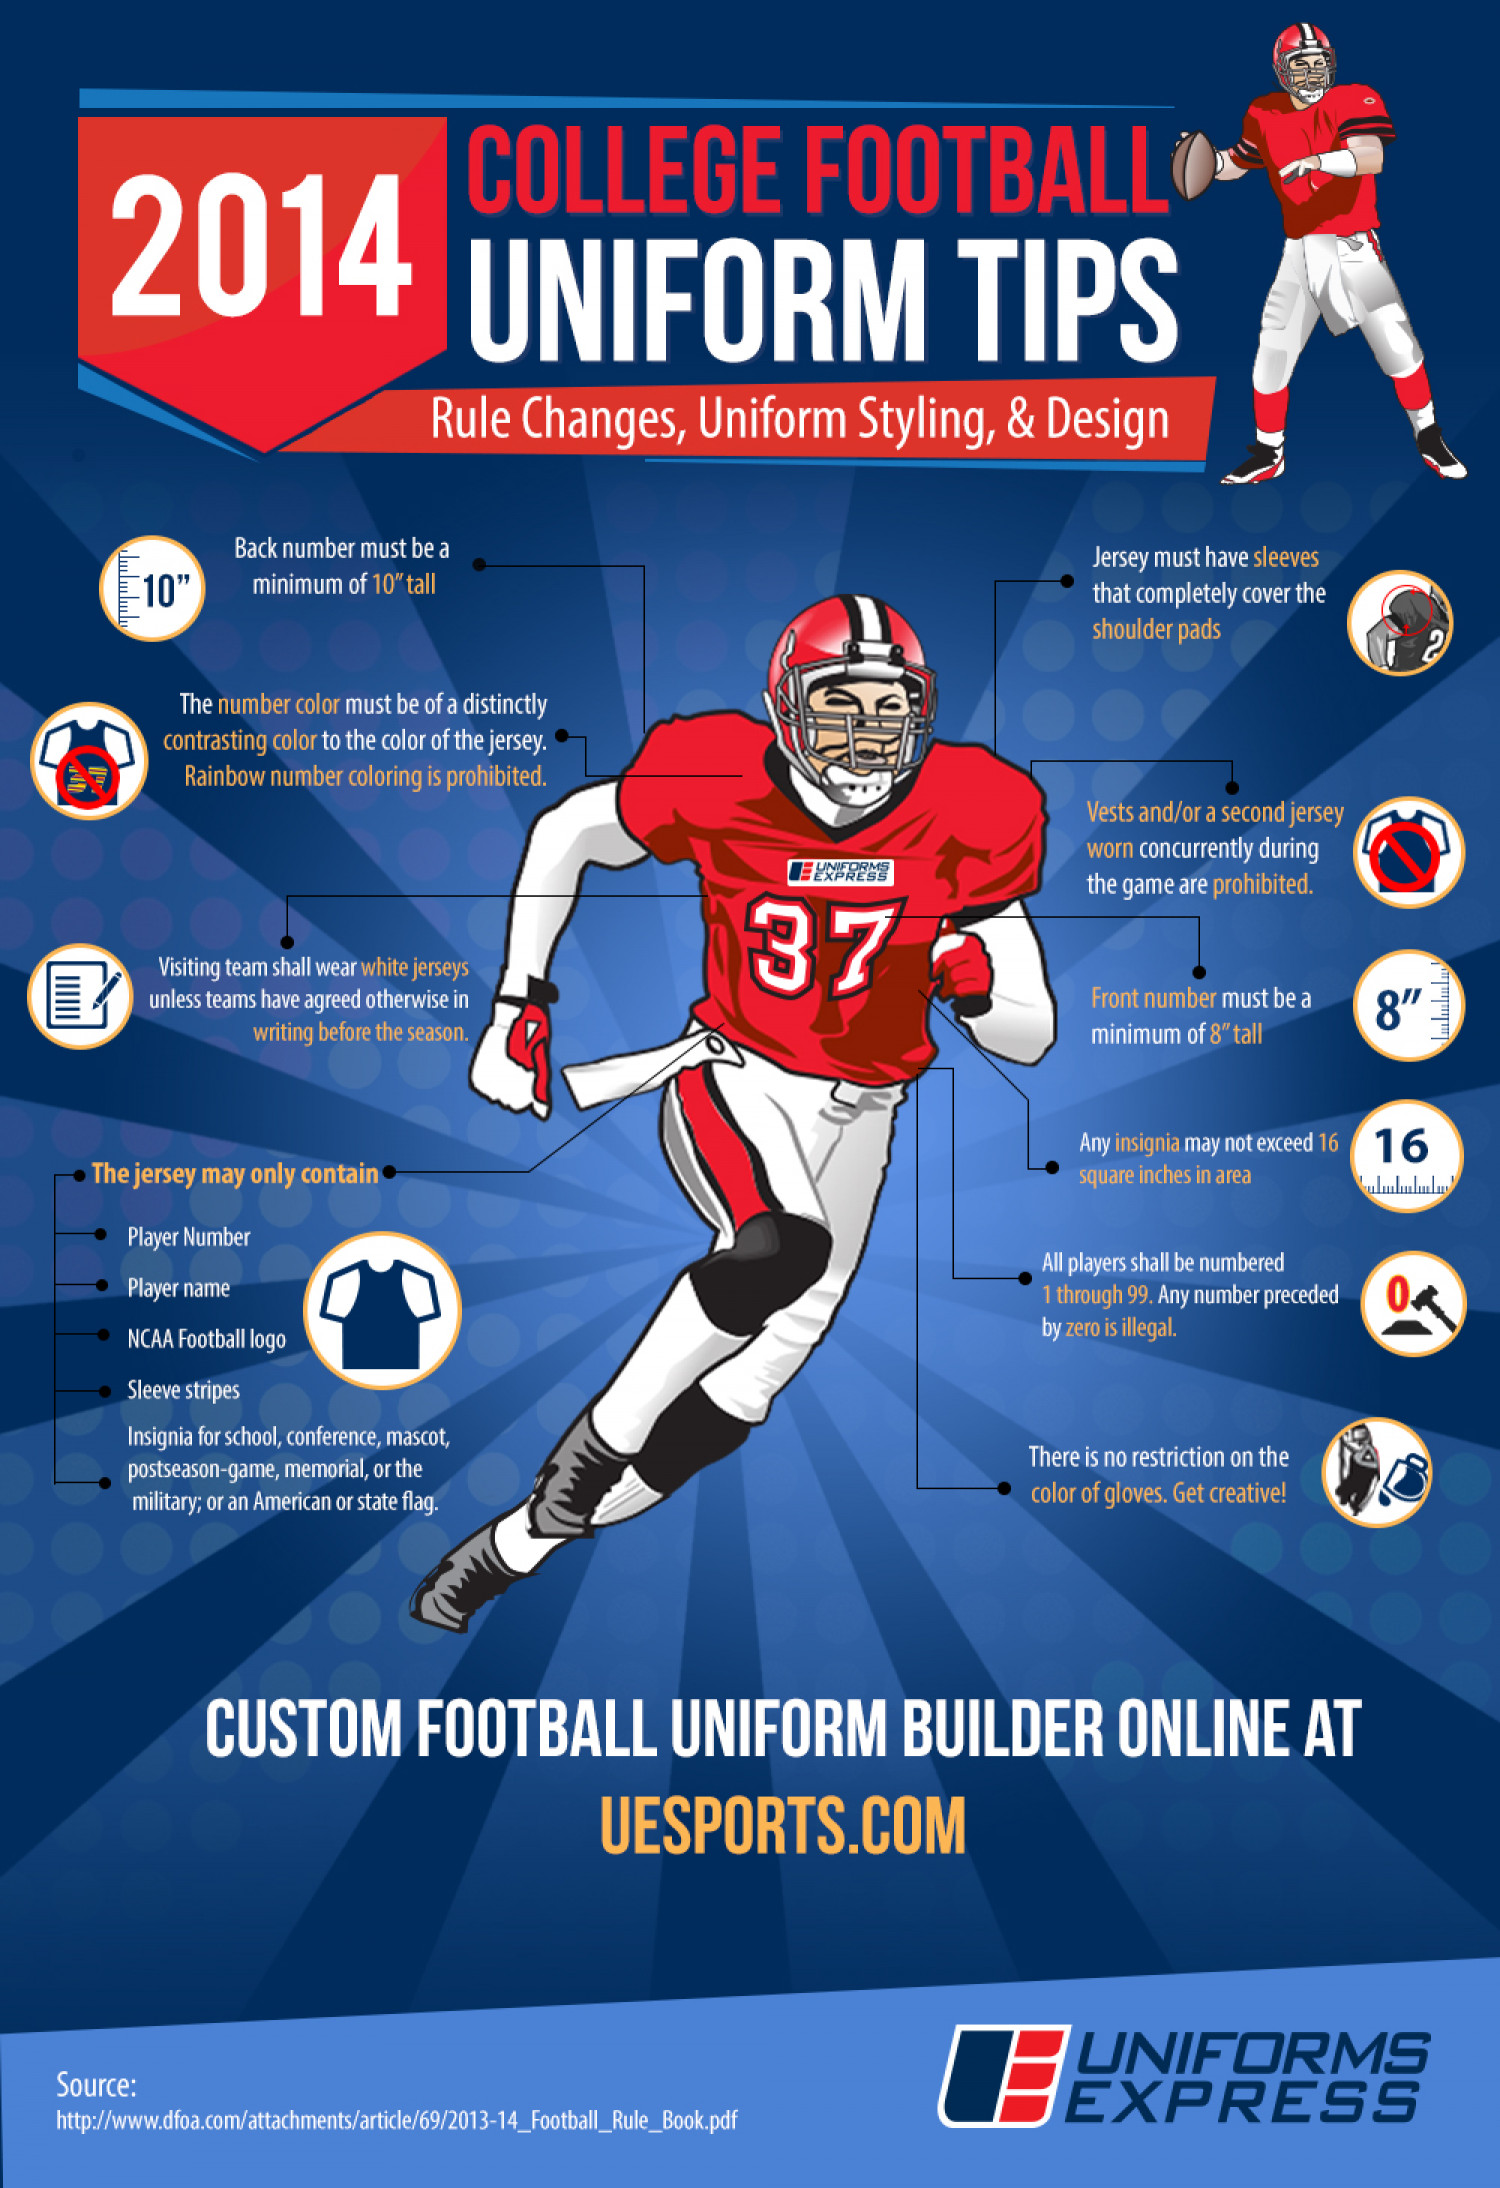 2014
COLLEGE FOOTBALL
UNIFORM TIPS
Rule Changes, Uniform Styling, & Design
10”
Back number must be a
minimum of 10” tall
Jersey must have sleeves
that completely cover the
shoulder pads
2
The number color must be of a distinctly
contrasting color to the color of the jersey.
Rainbow number coloring is prohibited.
Vests and/or a second jersey
worn concurrently during
the game are prohibited.
UNIFORMS
EXPRESS
37
Visiting team shall wear white jerseys
unless teams have agreed otherwise in
writing before the season.
Front number must be a
minimum of 8” tall
8”
Any insignia may not exceed 16
square inches in area
16
The jersey may only contain
Player Number
Player name
NCAA Football logo
Sleeve stripes
Insignia for school, conference, mascot,
postseason-game, memorial, or the
military; or an American or state flag.
All players shall be numbered
1 through 99. Any number preceded
by zero is illegal.
0
There is no restriction on the
color of gloves. Get creative!
CUSTOM FOOTBALL UNIFORM BUILDER ONLINE AT
UESPORTS.COM
Source:
http://www.dfoa.com/attachments/article/69/2013-14_Football_Rule_Book.pdf
UNIFORMS
EXPRESS